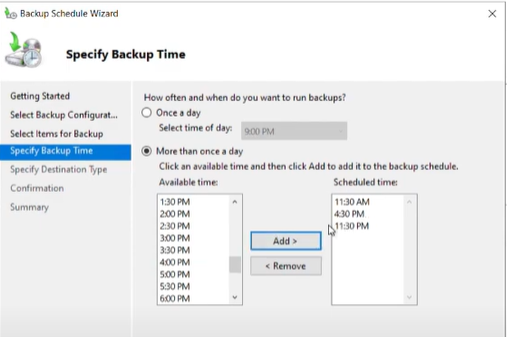 Backup Schedule Wizard
Specify Backup Time
Getting Started
Select Backup Configurat...
Select Items for Backup
Specify Backup Time
Specify Destination Type
Confirmation
Summary
How often and when do you want to run backups?
Once a day
Select time of day:
9:00 PM
More than once a day
Click an available time and then click Add to add it to the backup schedule.
Available time:
1:30 PM
2:00 PM
2:30 PM
3:00 PM
3:30 PM
4:00 PM
5:00 PM
5:30 PM
6:00 PM
Add >
< Remove
Scheduled time:
11:30 AM
4:30 PM
11:30 PM